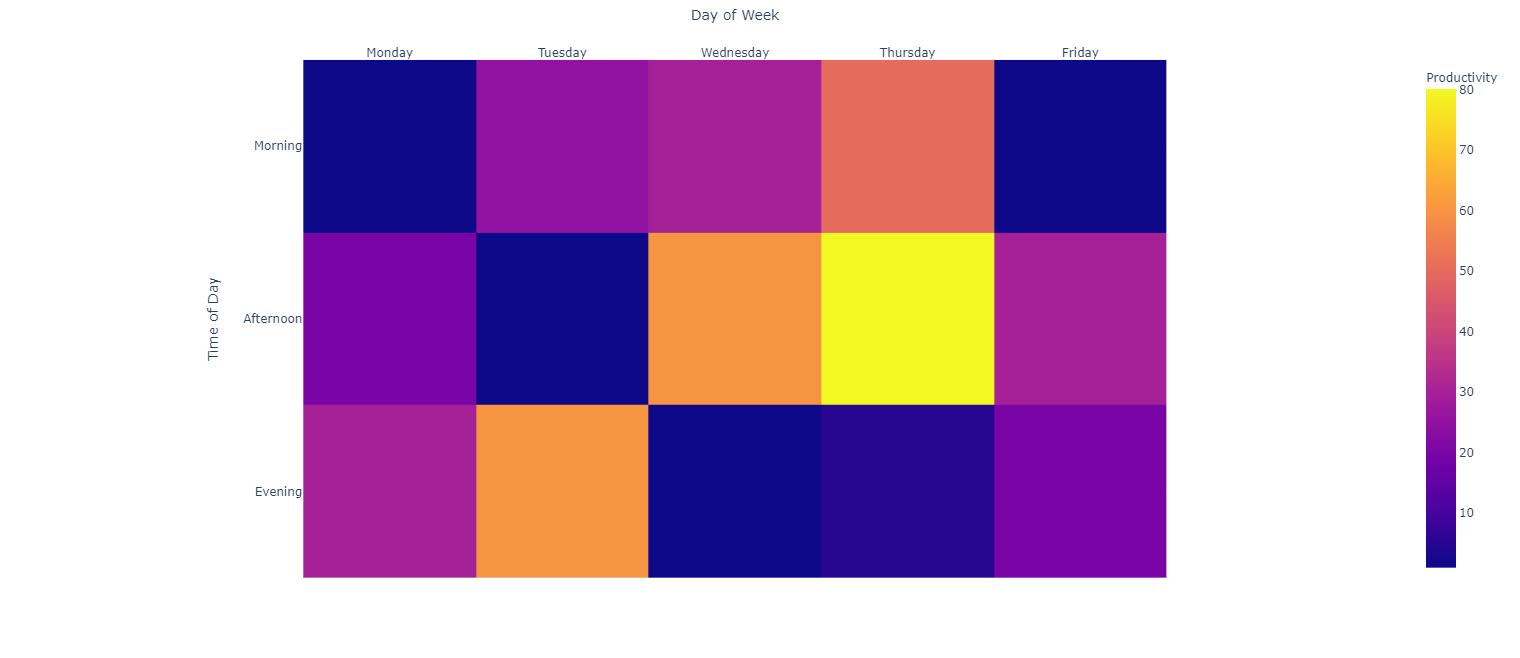 Day of Week
Monday Tuesday Wednesday Thursday Friday
Productivity
80
Morning
70
60
50
Time of Day
Afternoon
40
30
20
Evening
10